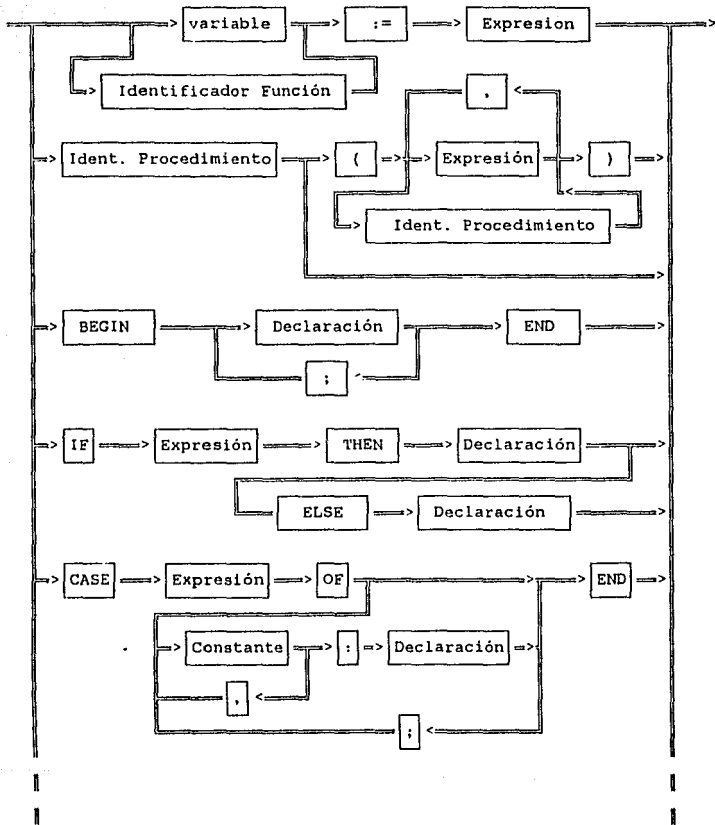 variable := Expresion
Identificador Función
,
Ident. Procedimiento ( Expresión )
Ident. Procedimiento
BEGIN Declaración END
;
IF Expresión THEN Declaración
ELSE Declaración
CASE Expresión OF END
Constante : Declaración
,
;